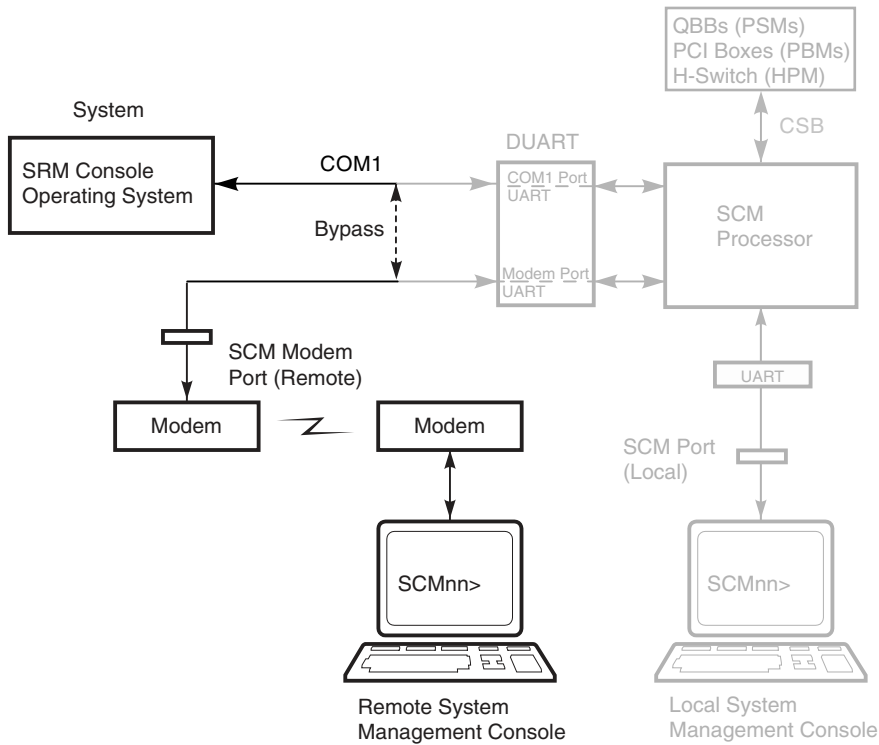 QBBs (PSMs)
PCI Boxes (PBMs)
H-Switch (HPM)
System
CSB
DUART
SRM Console
Operating System
COM1
COM1 Port
UART
SCM
Processor
Bypass
Modem Port
UART
SCM Modem
Port (Remote)
UART
Modem
Modem
SCM Port
(Local)
SCMnn>
SCMnn>
Remote System
Management Console
Local System
Management Console